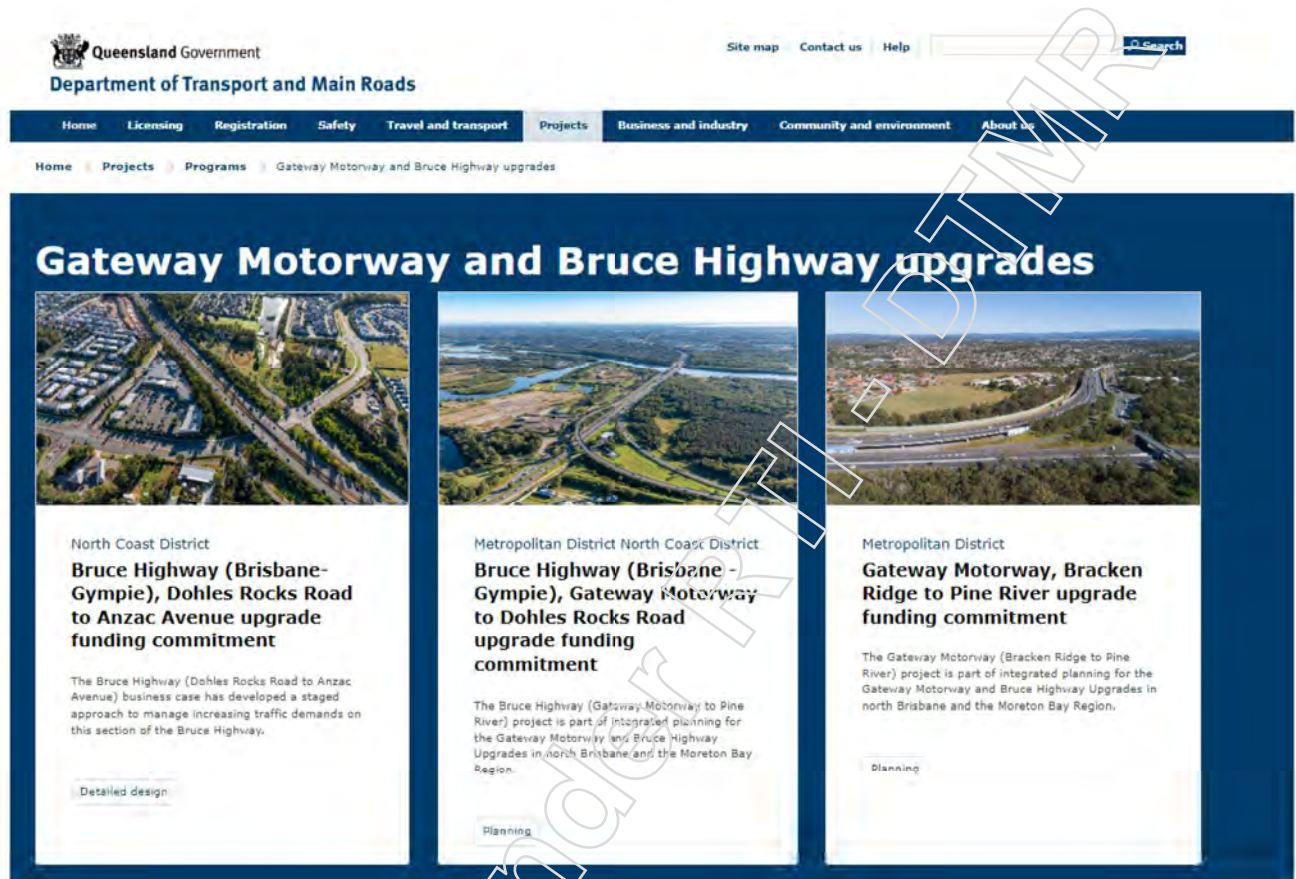 Queensland Government
Site map Contact us Help Search
Department of Transport and Main Roads
Home Licensing Registration Safety Travel and transport Projects Business and industry Community and environment About us
Home Projects Programs Gateway Motorway and Bruce Highway upgrades
Gateway Motorway and Bruce Highway upgrades
North Coast District
Bruce Highway (Brisbane-
Gympie), Dohles Rocks Road
to Anzac Avenue upgrade
funding commitment
The Bruce Highway (Dohles Rocks Road to Anzac
Avenue) business case has developed a staged
approach to manage increasing traffic demands on
this section of the Bruce Highway.
Detailed design
Metropolitan District North Coast District
Bruce Highway (Brisbane -
Gympie), Gateway Motorway
to Dohles Rocks Road
upgrade funding
commitment
The Bruce Highway (Gateway Motorway to Pine
River) project is part of integrated planning for
the Gateway Motorway and Bruce Highway
Upgrades in north Brisbane and the Moreton Bay
Region.
Planning
Metropolitan District
Gateway Motorway, Bracken
Ridge to Pine River upgrade
funding commitment
The Gateway Motorway (Bracken Ridge to Pine
River) project is part of integrated planning for the
Gateway Motorway and Bruce Highway Upgrades in
north Brisbane and the Moreton Bay Region.
Planning
nder RTI - DTMR